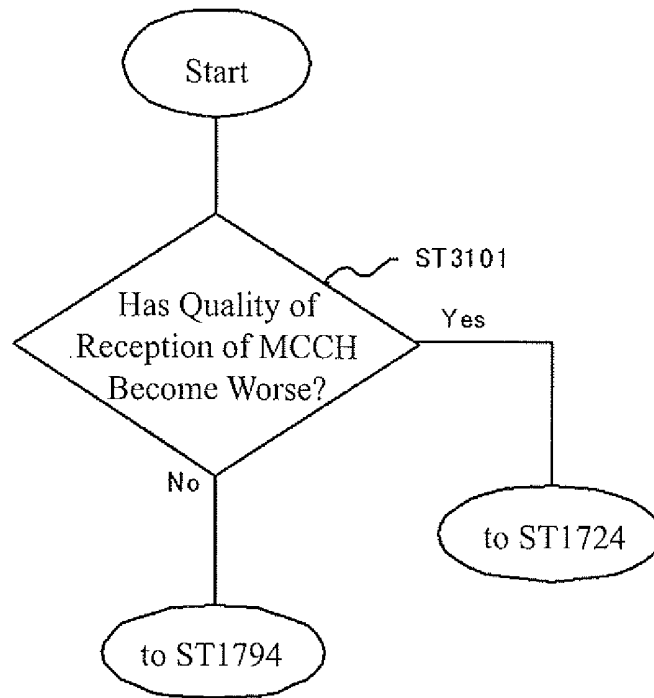 Start
ST3101
Has Quality of
Reception of MCCH
Become Worse?
Yes
No
to ST1724
to ST1794